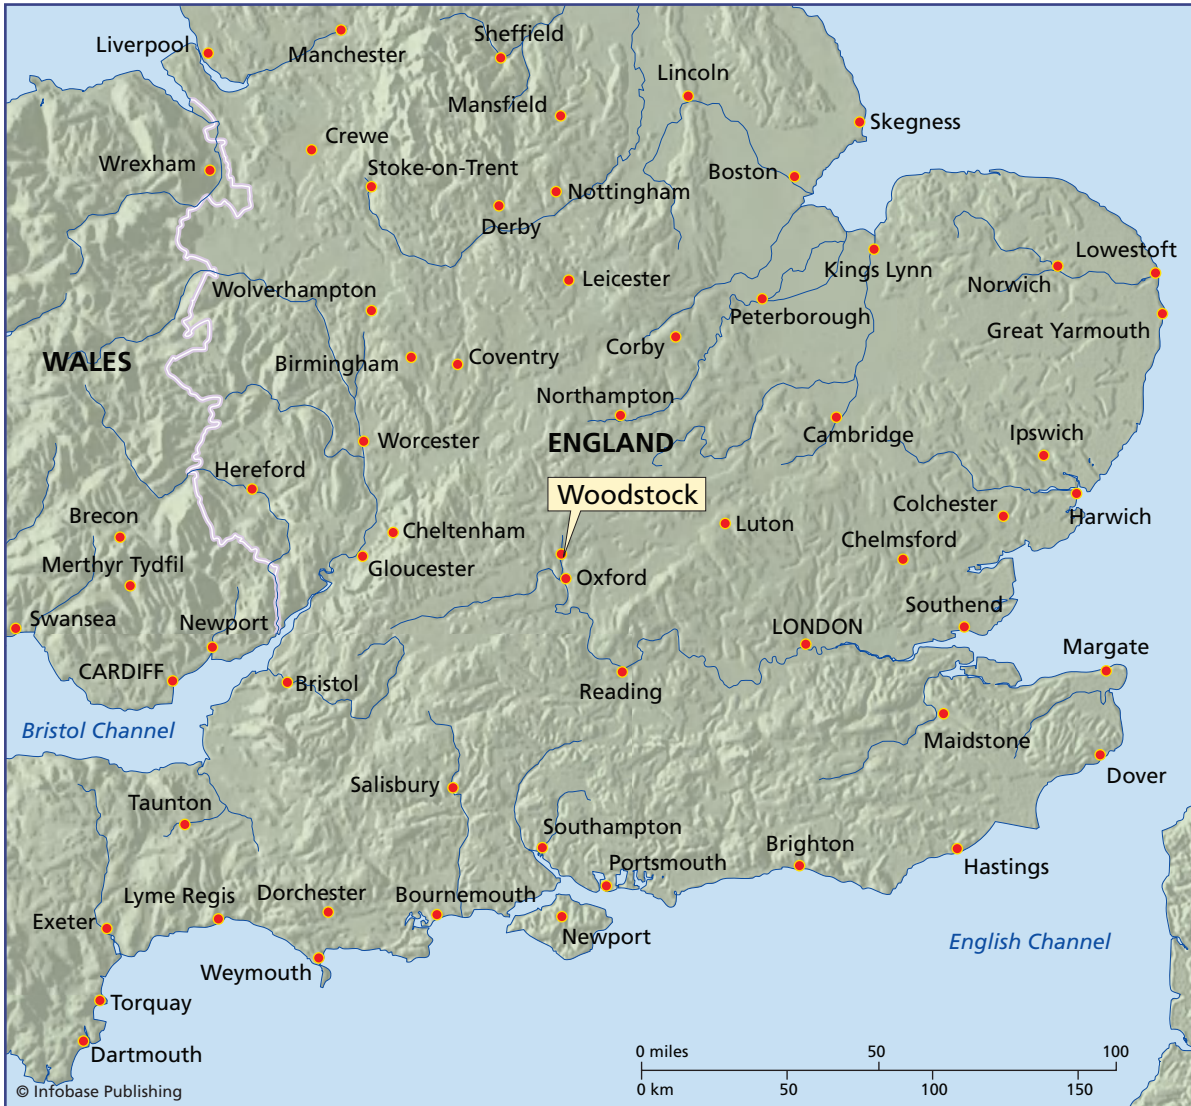 Liverpool
Manchester
Sheffield
Lincoln
Mansfield
Skegness
Crewe
Wrexham
Stoke-on-Trent
Boston
Nottingham
Derby
Lowestoft
Kings Lynn
Leicester
Norwich
Wolverhampton
Peterborough
Great Yarmouth
WALES
Birmingham
Coventry
Corby
Northampton
Worcester
ENGLAND
Cambridge
Ipswich
Hereford
Woodstock
Brecon
Cheltenham
Luton
Colchester
Harwich
Chelmsford
Merthyr Tydfil
Gloucester
Oxford
Swansea
Newport
Southend
LONDON
Margate
CARDIFF
Bristol
Reading
Bristol Channel
Maidstone
Dover
Salisbury
Taunton
Southampton
Brighton
Portsmouth
Hastings
Lyme Regis
Dorchester
Bournemouth
Exeter
Newport
English Channel
Weymouth
Torquay
Dartmouth
0 miles 50 100
0 km 50 100 150
© Infobase Publishing